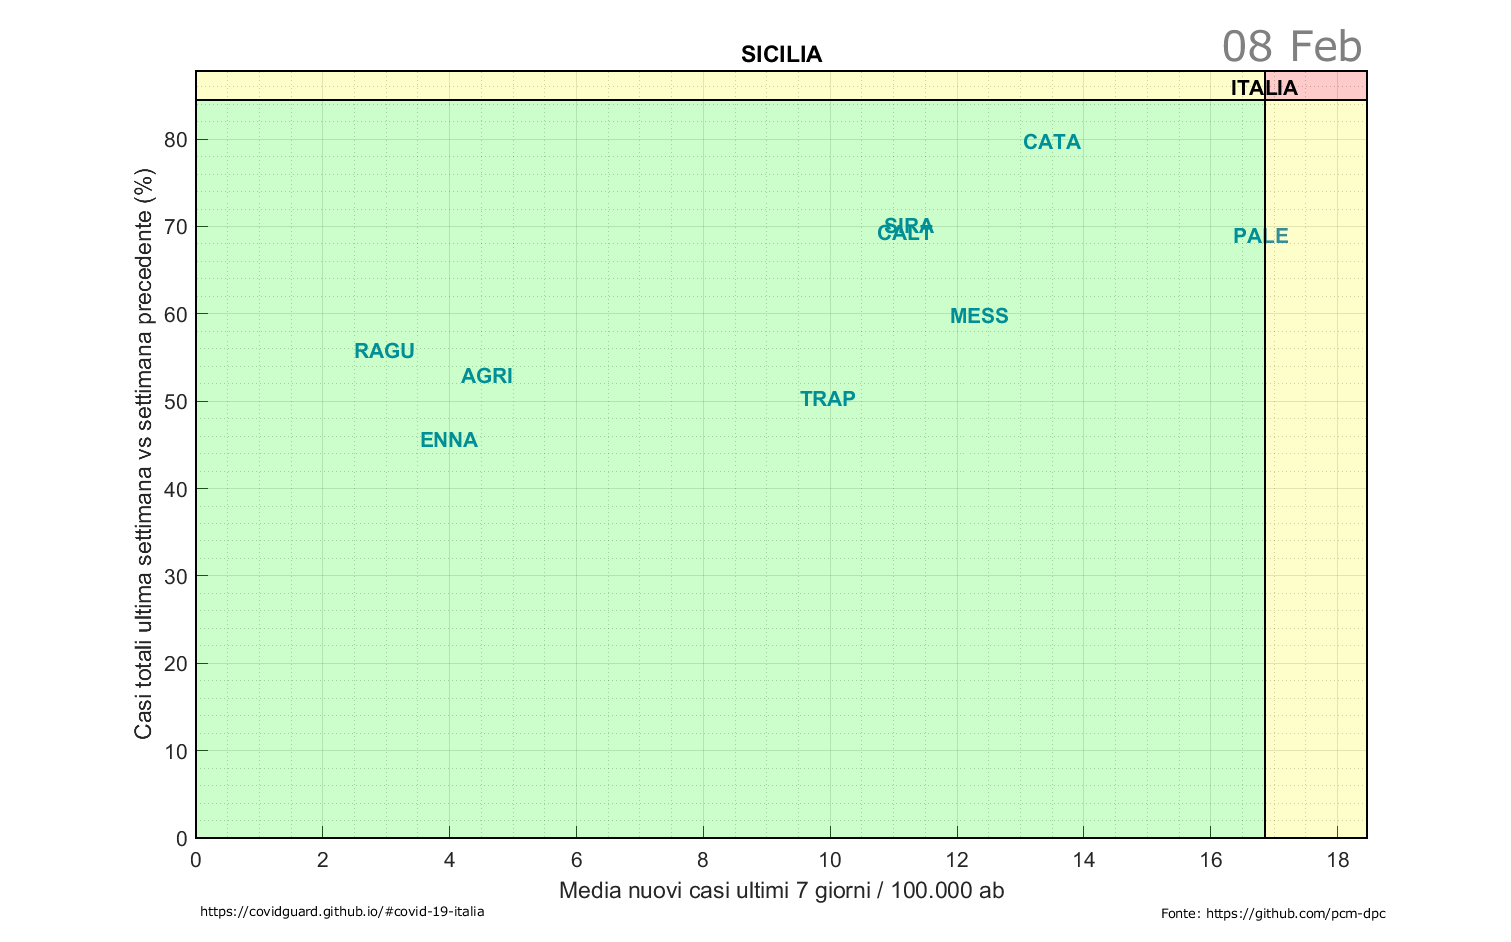 08 Feb
SICILIA
ITALIA
80
CATA
70
SIRA
CALT
PALE
60
MESS
RAGU
AGRI
50
TRAP
ENNA
40
30
20
10
0
0 2 4 6 8 10 12 14 16 18
Casi totali ultima settimana vs settimana precedente (%)
Media nuovi casi ultimi 7 giorni / 100.000 ab
https://covidguard.github.io/#covid-19-italia
Fonte: https://github.com/pcm-dpc